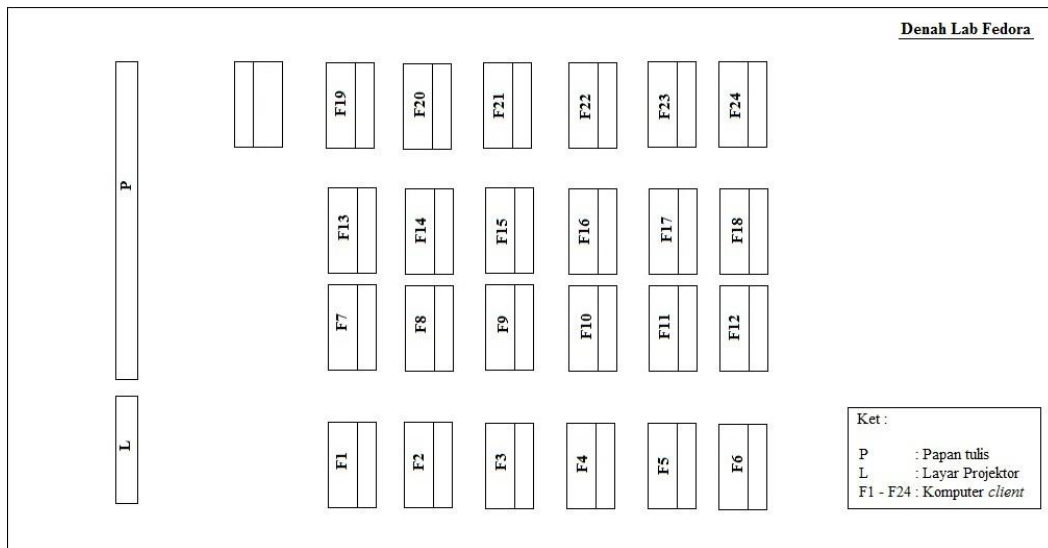 Denah Lab Fedora
F19 F20 F21 F22 F23 F24
P
F13 F14 F15 F16 F17 F18
F7 F8 F9 F10 F11 F12
L
F1 F2 F3 F4 F5 F6
Ket :
P : Papan tulis
L : Layar Projektor
F1 - F24 : Komputer client